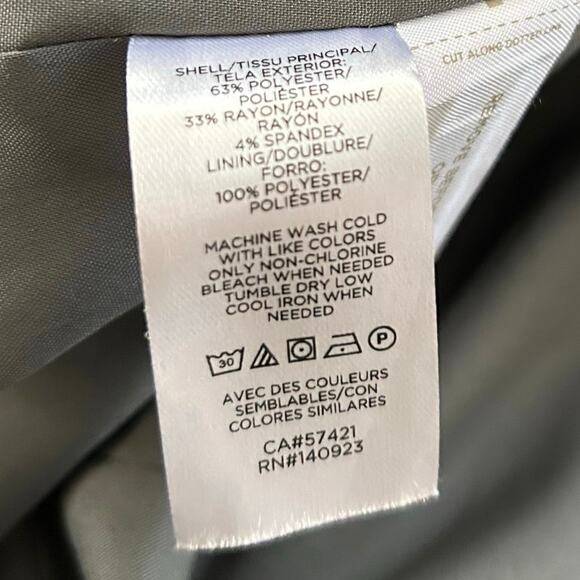 SHELL/TISSU PRINCIPAL/
TELA EXTERIOR:
63% POLYESTER/
POLIÉSTER
33% RAYON/RAYONNE/
RAYÓN
4% SPANDEX
LINING/DOUBLURE/
FORRO:
100% POLYESTER/
POLIÉSTER
MACHINE WASH COLD
WITH LIKE COLORS
ONLY NON-CHLORINE
BLEACH WHEN NEEDED
TUMBLE DRY LOW
COOL IRON WHEN
NEEDED
30 P
AVEC DES COULEURS
SEMBLABLES/CON
COLORES SIMILARES
CA#57421
RN#140923
CUT ALONG DOTTED LINE
REMOVE